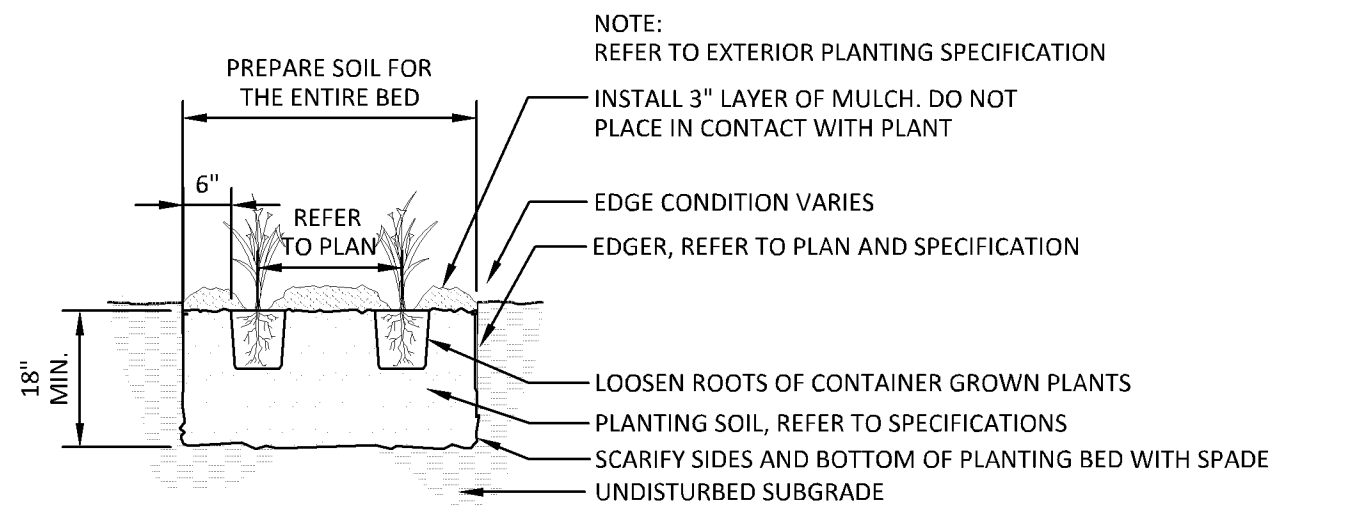 NOTE:
REFER TO EXTERIOR PLANTING SPECIFICATION
PREPARE SOIL FOR
THE ENTIRE BED
INSTALL 3" LAYER OF MULCH. DO NOT
PLACE IN CONTACT WITH PLANT
6"
REFER
TO PLAN
EDGE CONDITION VARIES
EDGER, REFER TO PLAN AND SPECIFICATION
18"
MIN.
LOOSEN ROOTS OF CONTAINER GROWN PLANTS
PLANTING SOIL, REFER TO SPECIFICATIONS
SCARIFY SIDES AND BOTTOM OF PLANTING BED WITH SPADE
UNDISTURBED SUBGRADE